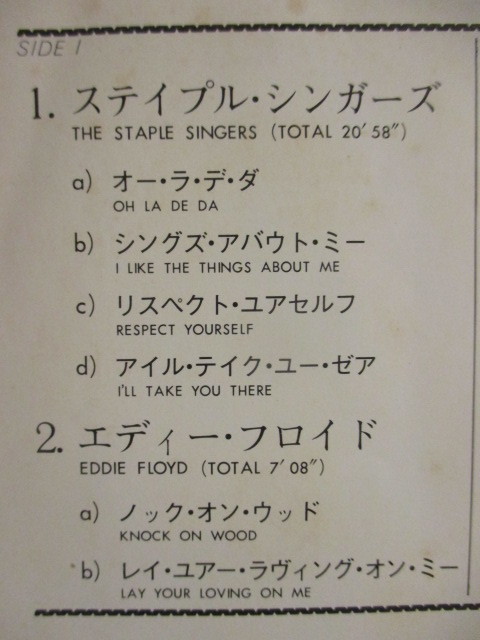 SIDE 1
1. ステイプル・シンガーズ
THE STAPLE SINGERS (TOTAL 20′58″)
a) オー・ラ・デ・ダ
OH LA DE DA
b) シングズ・アバウト・ミー
I LIKE THE THINGS ABOUT ME
c) リスペクト・ユアセルフ
RESPECT YOURSELF
d) アイル・テイク・ユー・ゼア
I'LL TAKE YOU THERE
2. エディー・フロイド
EDDIE FLOYD (TOTAL 7′08″)
a) ノック・オン・ウッド
KNOCK ON WOOD
b) レイ・ユアー・ラヴィング・オン・ミー
LAY YOUR LOVING ON ME